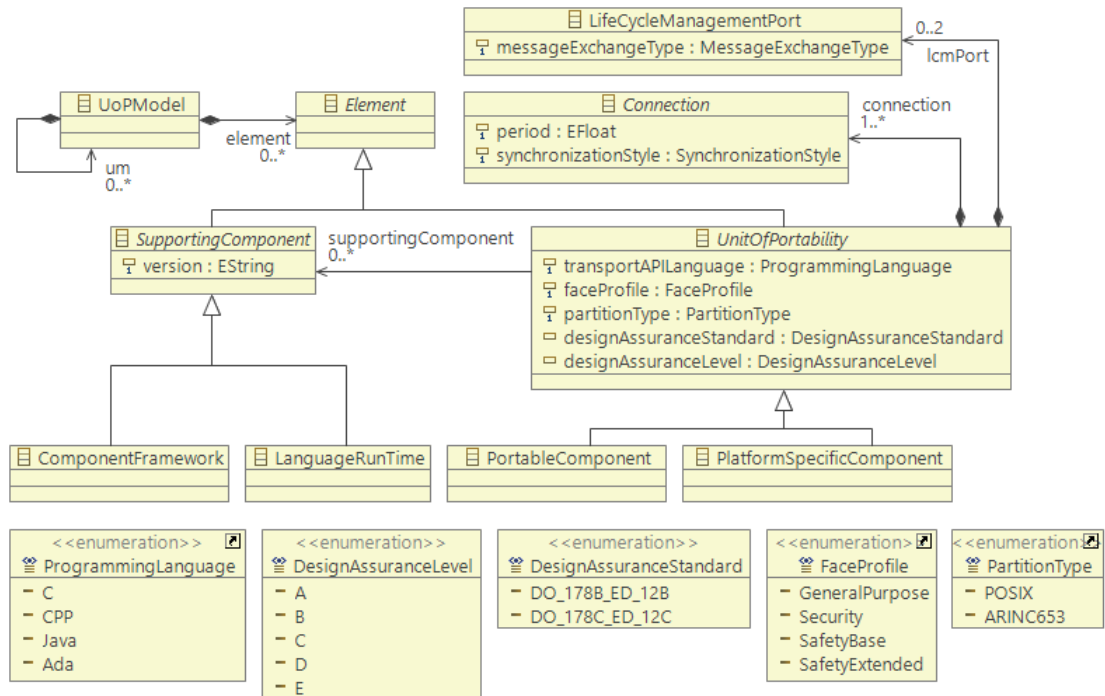 LifeCycleManagementPort
messageExchangeType : MessageExchangeType
0..2
lcmPort
UoPModel
um
0..*
element
0..*
Element
Connection
period : EFloat
synchronizationStyle : SynchronizationStyle
connection
1..*
SupportingComponent
version : EString
supportingComponent
0..*
UnitOfPortability
transportAPILanguage : ProgrammingLanguage
faceProfile : FaceProfile
partitionType : PartitionType
designAssuranceStandard : DesignAssuranceStandard
designAssuranceLevel : DesignAssuranceLevel
ComponentFramework
LanguageRunTime
PortableComponent
PlatformSpecificComponent
<<enumeration>>
ProgrammingLanguage
C
CPP
Java
Ada
<<enumeration>>
DesignAssuranceLevel
A
B
C
D
E
<<enumeration>>
DesignAssuranceStandard
DO_178B_ED_12B
DO_178C_ED_12C
<<enumeration>>
FaceProfile
GeneralPurpose
Security
SafetyBase
SafetyExtended
<<enumeration>>
PartitionType
POSIX
ARINC653